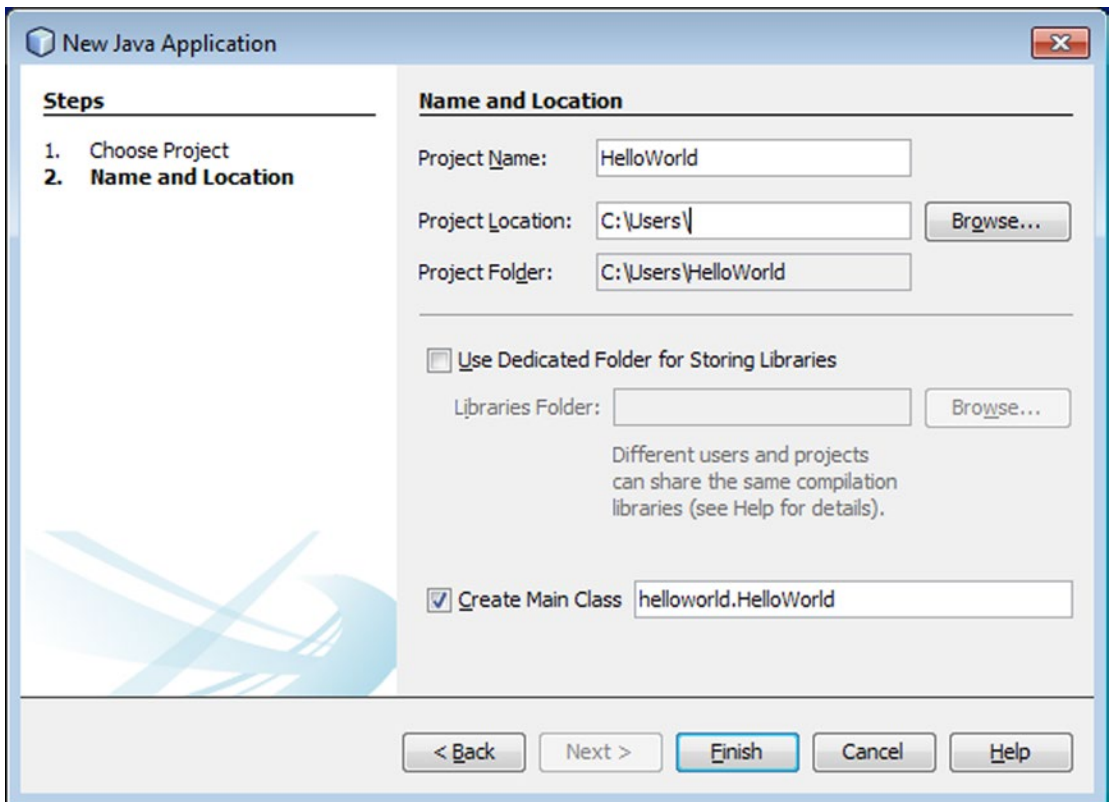 New Java Application
Steps
1. Choose Project
2. Name and Location
Name and Location
Project Name: HelloWorld
Project Location: C:\Users\ Browse...
Project Folder: C:\Users\HelloWorld
Use Dedicated Folder for Storing Libraries
Libraries Folder: Browse...
Different users and projects
can share the same compilation
libraries (see Help for details).
Create Main Class helloworld.HelloWorld
< Back Next > Finish Cancel Help